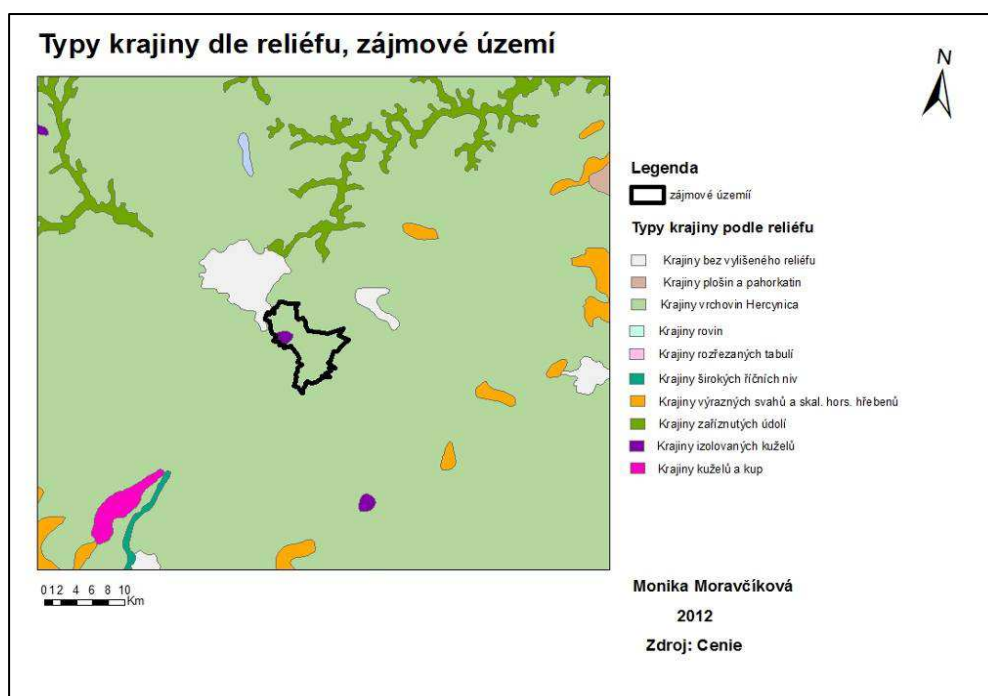 Typy krajiny dle reliéfu, zájmové území
N
Legenda
zájmové územíí
Typy krajiny podle reliéfu
Krajiny bez vylišeného reliéfu
Krajiny plošin a pahorkatin
Krajiny vrchovin Hercynica
Krajiny rovin
Krajiny rozřezaných tabulí
Krajiny širokých říčních niv
Krajiny výrazných svahů a skal. hors. hřebenů
Krajiny zaříznutých údolí
Krajiny izolovaných kuželů
Krajiny kuželů a kup
0 1 2 4 6 8 10
Km
Monika Moravčíková
2012
Zdroj: Cenie